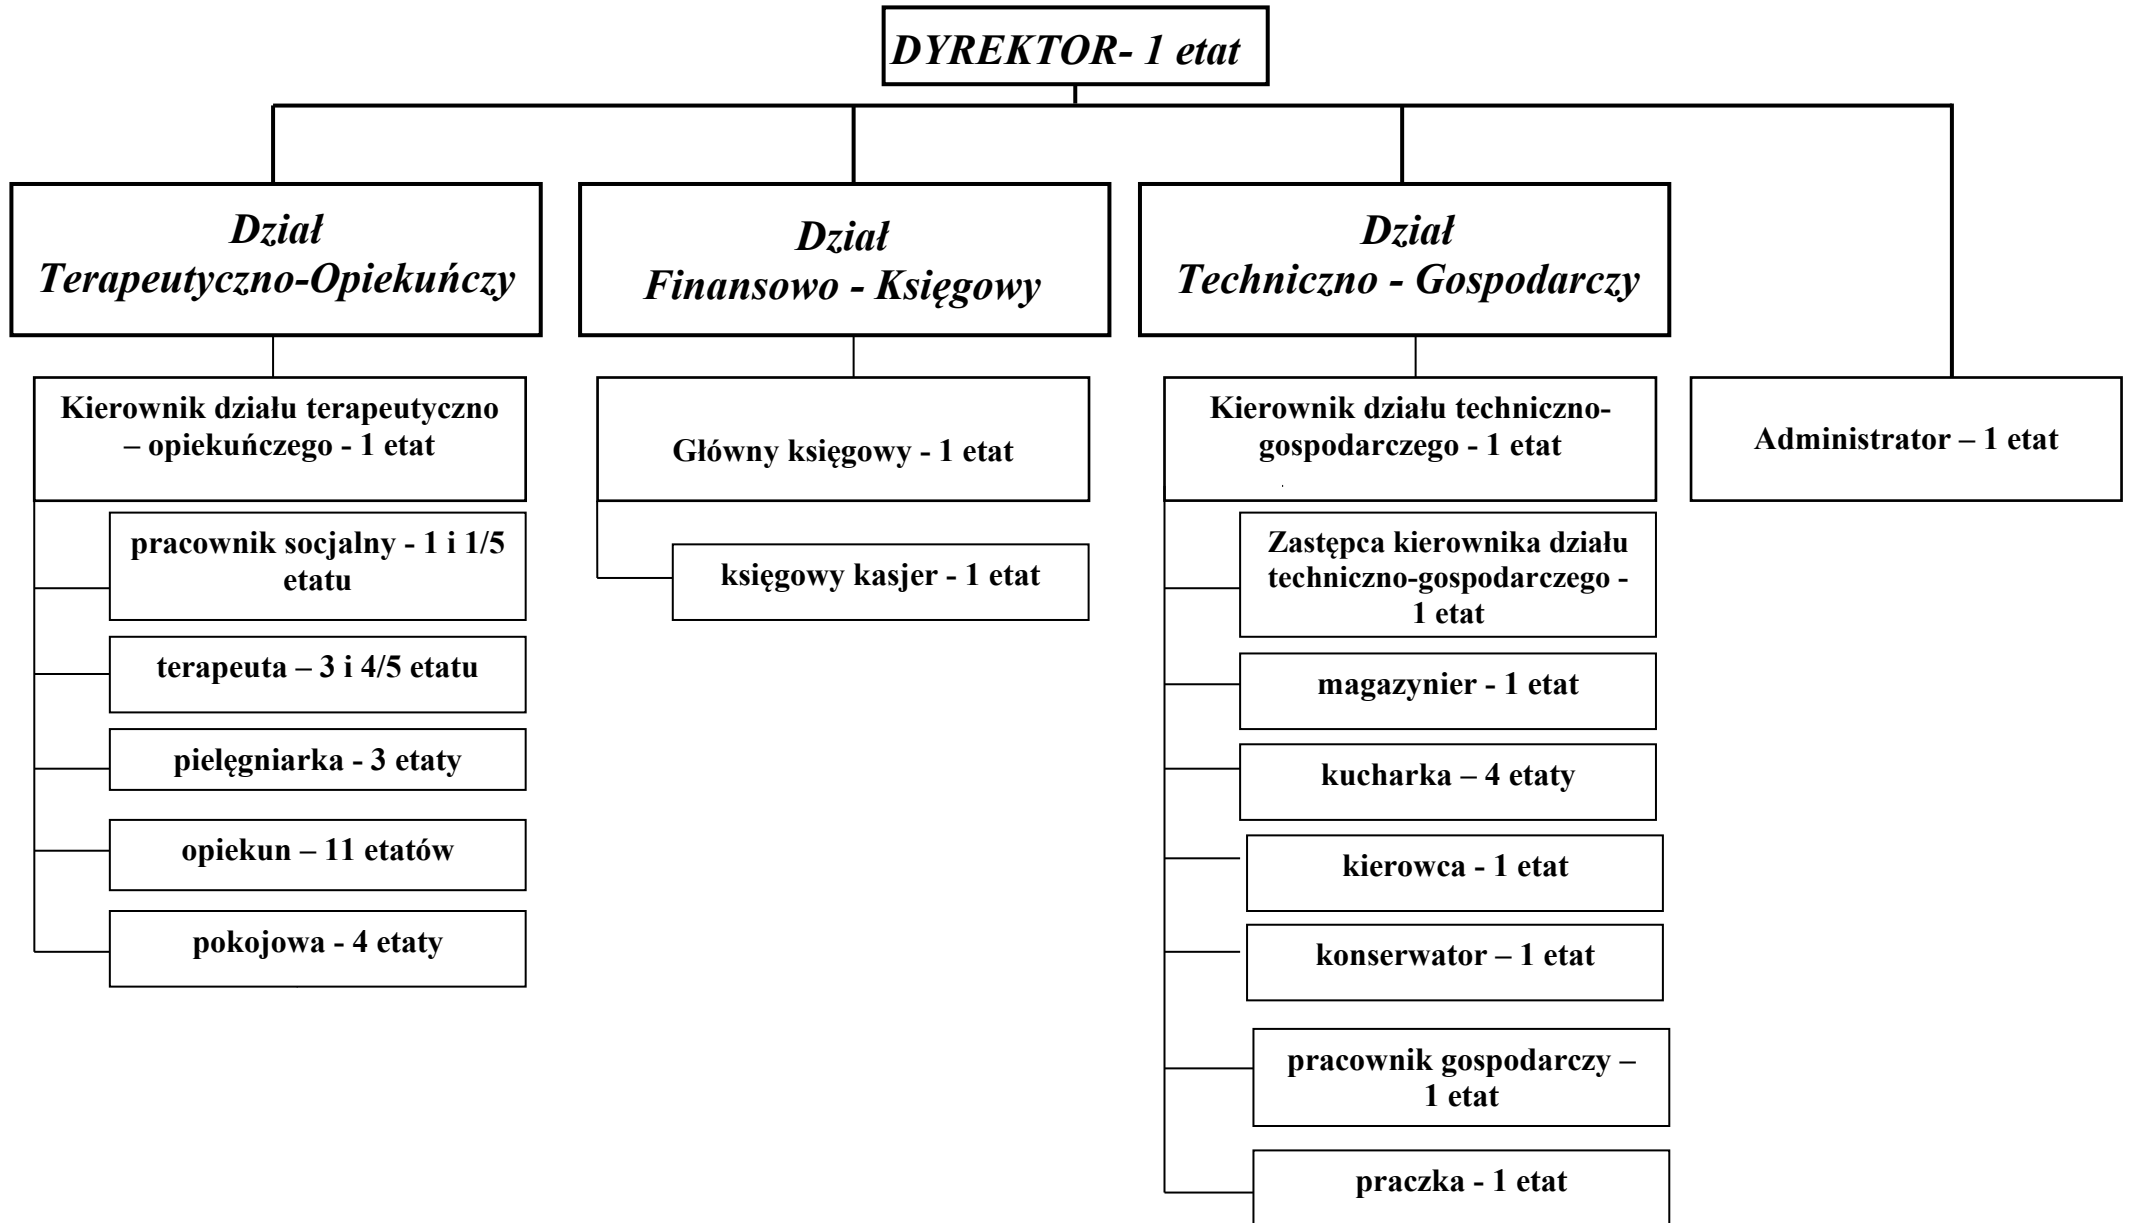 DYREKTOR- 1 etat
Dział
Terapeutyczno-Opiekuńczy
Dział
Finansowo - Księgowy
Dział
Techniczno - Gospodarczy
Kierownik działu terapeutyczno
– opiekuńczego - 1 etat
pracownik socjalny - 1 i 1/5
etatu
terapeuta – 3 i 4/5 etatu
pielęgniarka - 3 etaty
opiekun – 11 etatów
pokojowa - 4 etaty
Główny księgowy - 1 etat
księgowy kasjer - 1 etat
Kierownik działu techniczno-
gospodarczego - 1 etat
Zastępca kierownika działu
techniczno-gospodarczego -
1 etat
magazynier - 1 etat
kucharka – 4 etaty
kierowca - 1 etat
konserwator – 1 etat
pracownik gospodarczy –
1 etat
praczka - 1 etat
Administrator – 1 etat